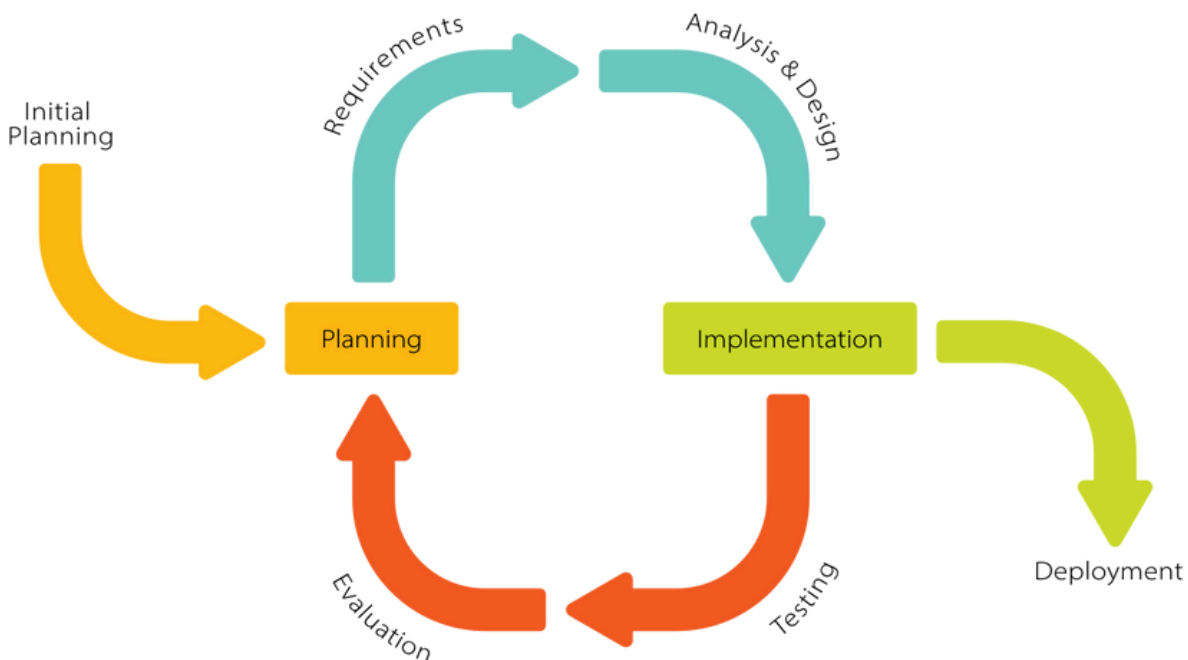 Initial
Planning
Requirements
Analysis & Design
Planning
Implementation
Evaluation
Testing
Deployment